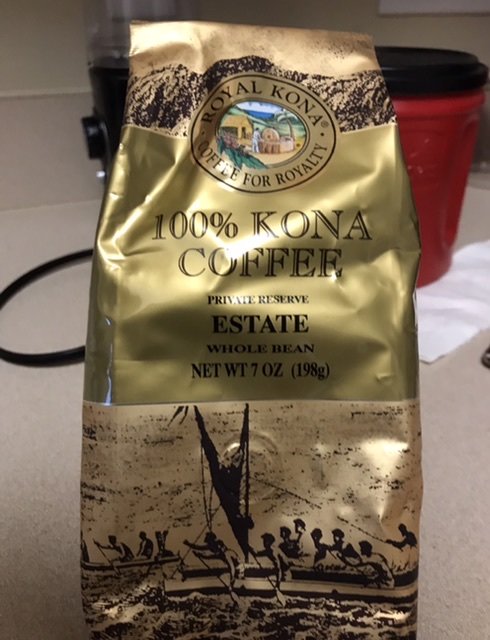 ROYAL KONA®
COFFEE FOR ROYALTY
100% KONA
COFFEE
PRIVATE RESERVE
ESTATE
WHOLE BEAN
NET WT 7 OZ (198g)